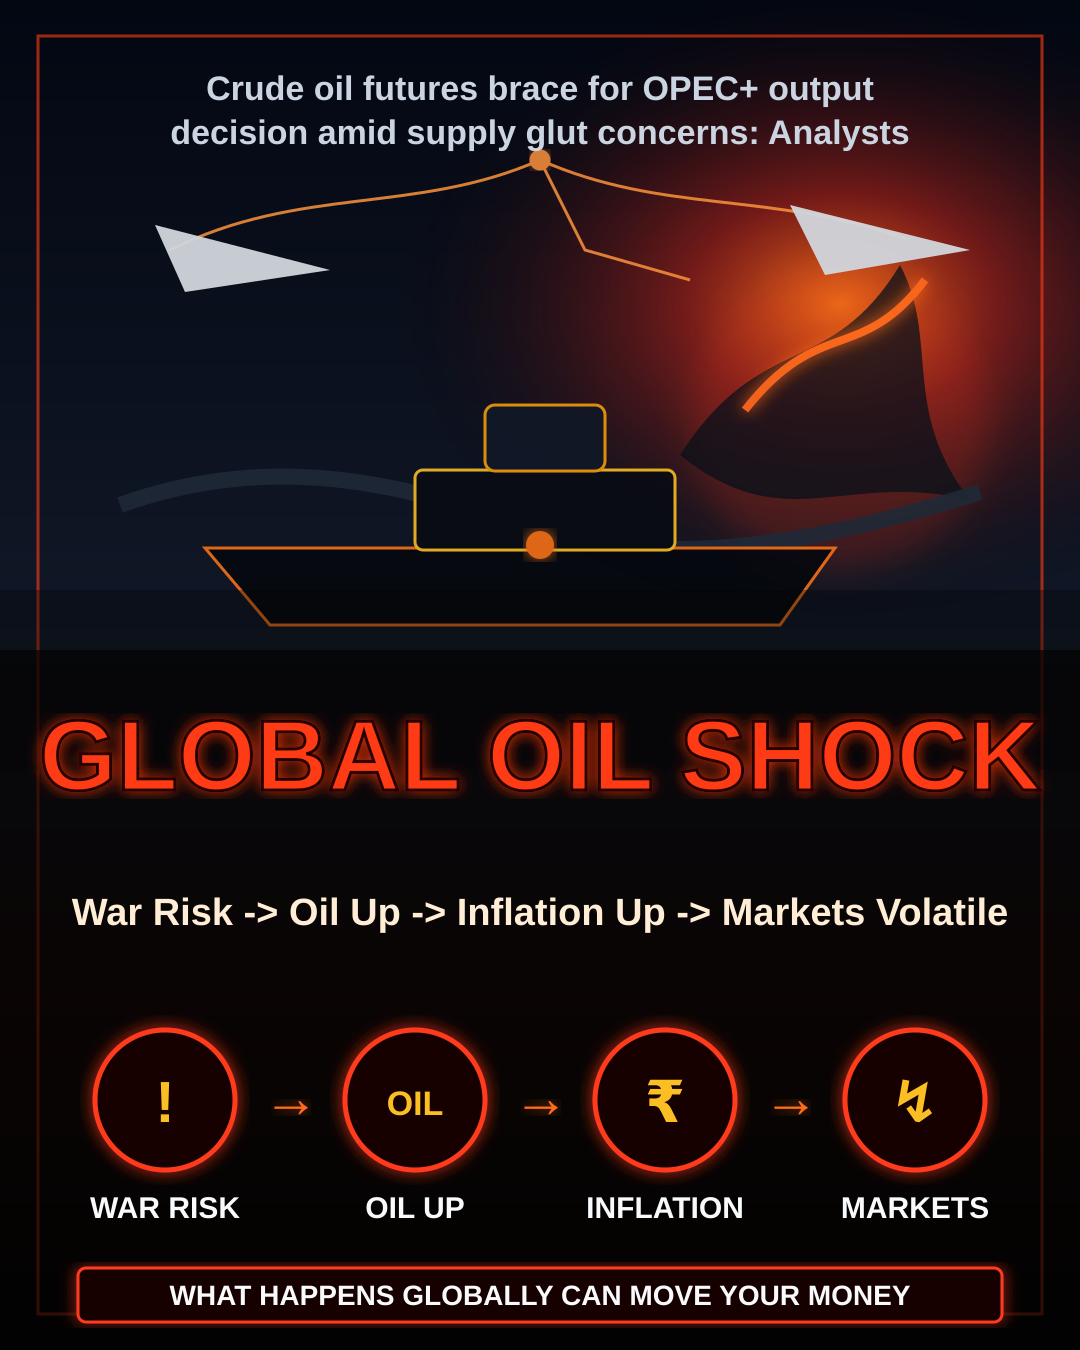 Crude oil futures brace for OPEC+ output
decision amid supply glut concerns: Analysts
GLOBAL OIL SHOCK
War Risk -> Oil Up -> Inflation Up -> Markets Volatile
! → OIL → ₹ → ↯
WAR RISK OIL UP INFLATION MARKETS
WHAT HAPPENS GLOBALLY CAN MOVE YOUR MONEY